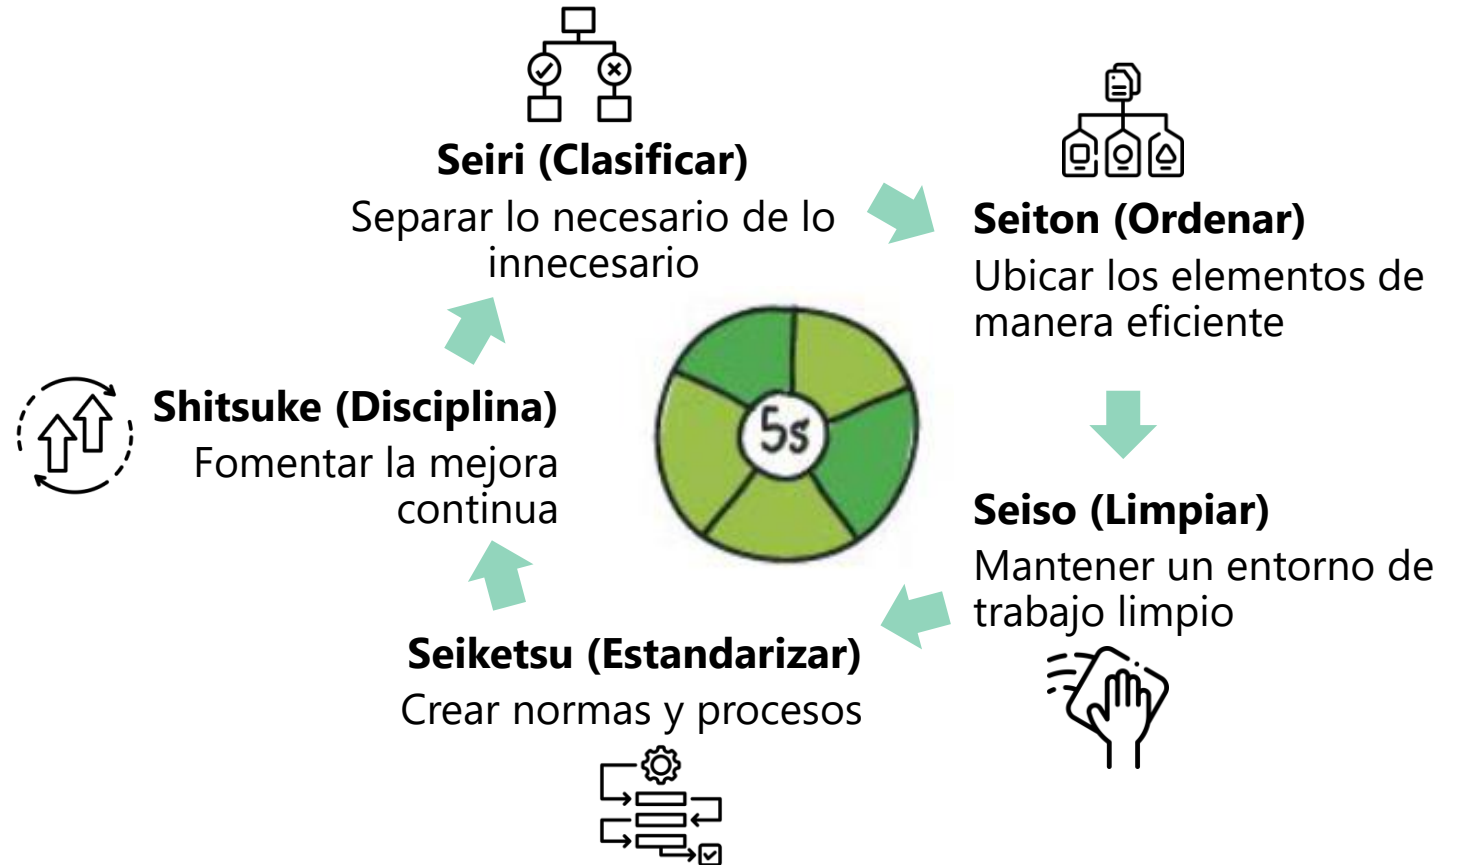 Seiri (Clasificar)
Separar lo necesario de lo
innecesario
Seiton (Ordenar)
Ubicar los elementos de
manera eficiente
Seiso (Limpiar)
Mantener un entorno de
trabajo limpio
Seiketsu (Estandarizar)
Crear normas y procesos
Shitsuke (Disciplina)
Fomentar la mejora
continua
5s